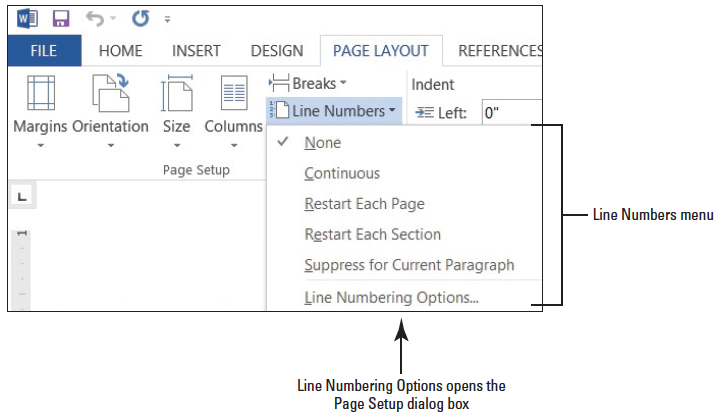 FILE HOME INSERT DESIGN PAGE LAYOUT REFERENCES
Margins Orientation Size Columns
Breaks
Line Numbers
Indent
Left: 0"
Page Setup
None
Continuous
Restart Each Page
Restart Each Section
Suppress for Current Paragraph
Line Numbering Options...
Line Numbers menu
Line Numbering Options opens the
Page Setup dialog box